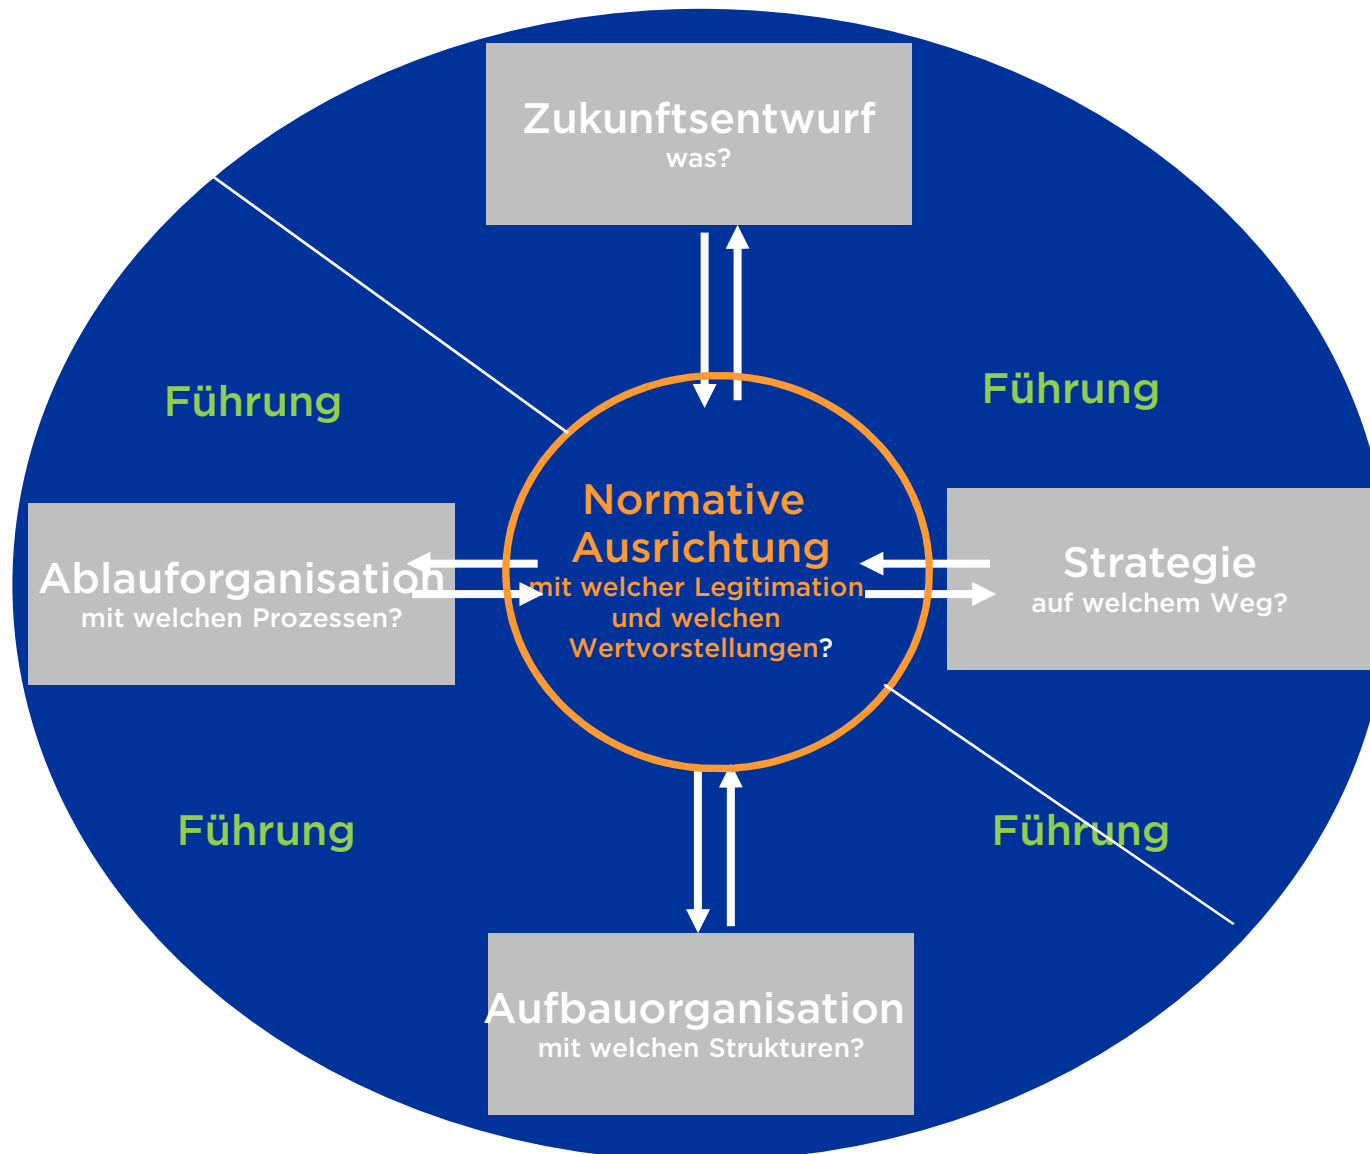 Zukunftsentwurf
was?
Führung
Führung
Normative
Ausrichtung
mit welcher Legitimation
und welchen
Wertvorstellungen?
Ablauforganisation
mit welchen Prozessen?
Strategie
auf welchem Weg?
Führung
Führung
Aufbauorganisation
mit welchen Strukturen?